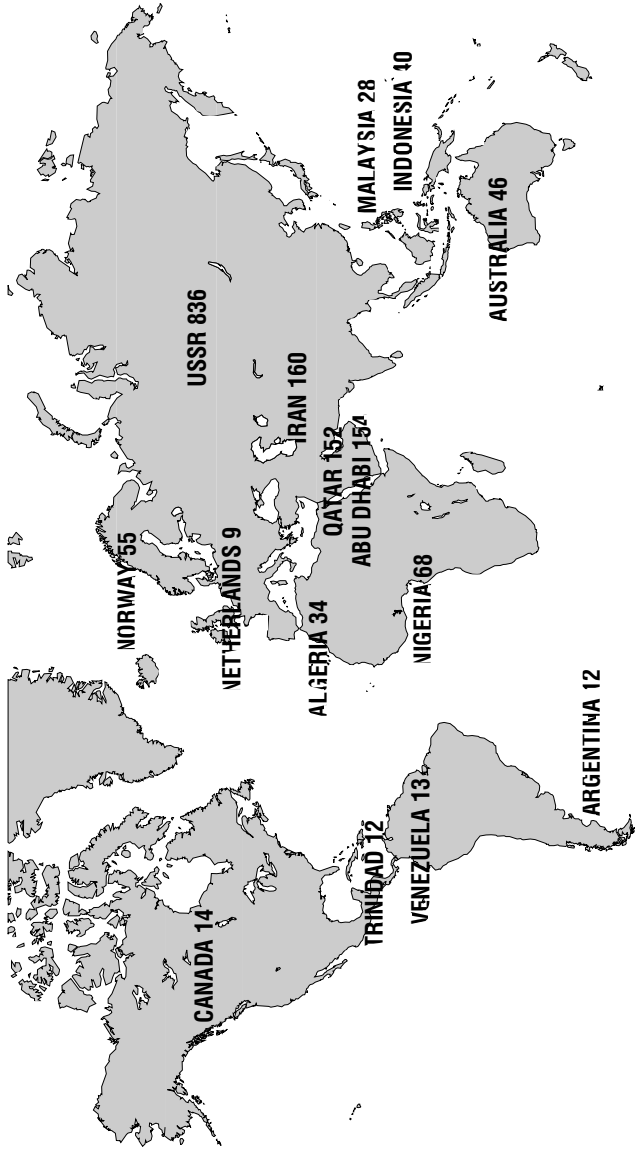 NORWAY 55
CANADA 14
USSR 836
NETHERLANDS 9
IRAN 160
ALGERIA 34
QATAR 152
ABU DHABI 154
MALAYSIA 28
TRINIDAD 12
INDONESIA 40
VENEZUELA 13
NIGERIA 68
AUSTRALIA 46
ARGENTINA 12